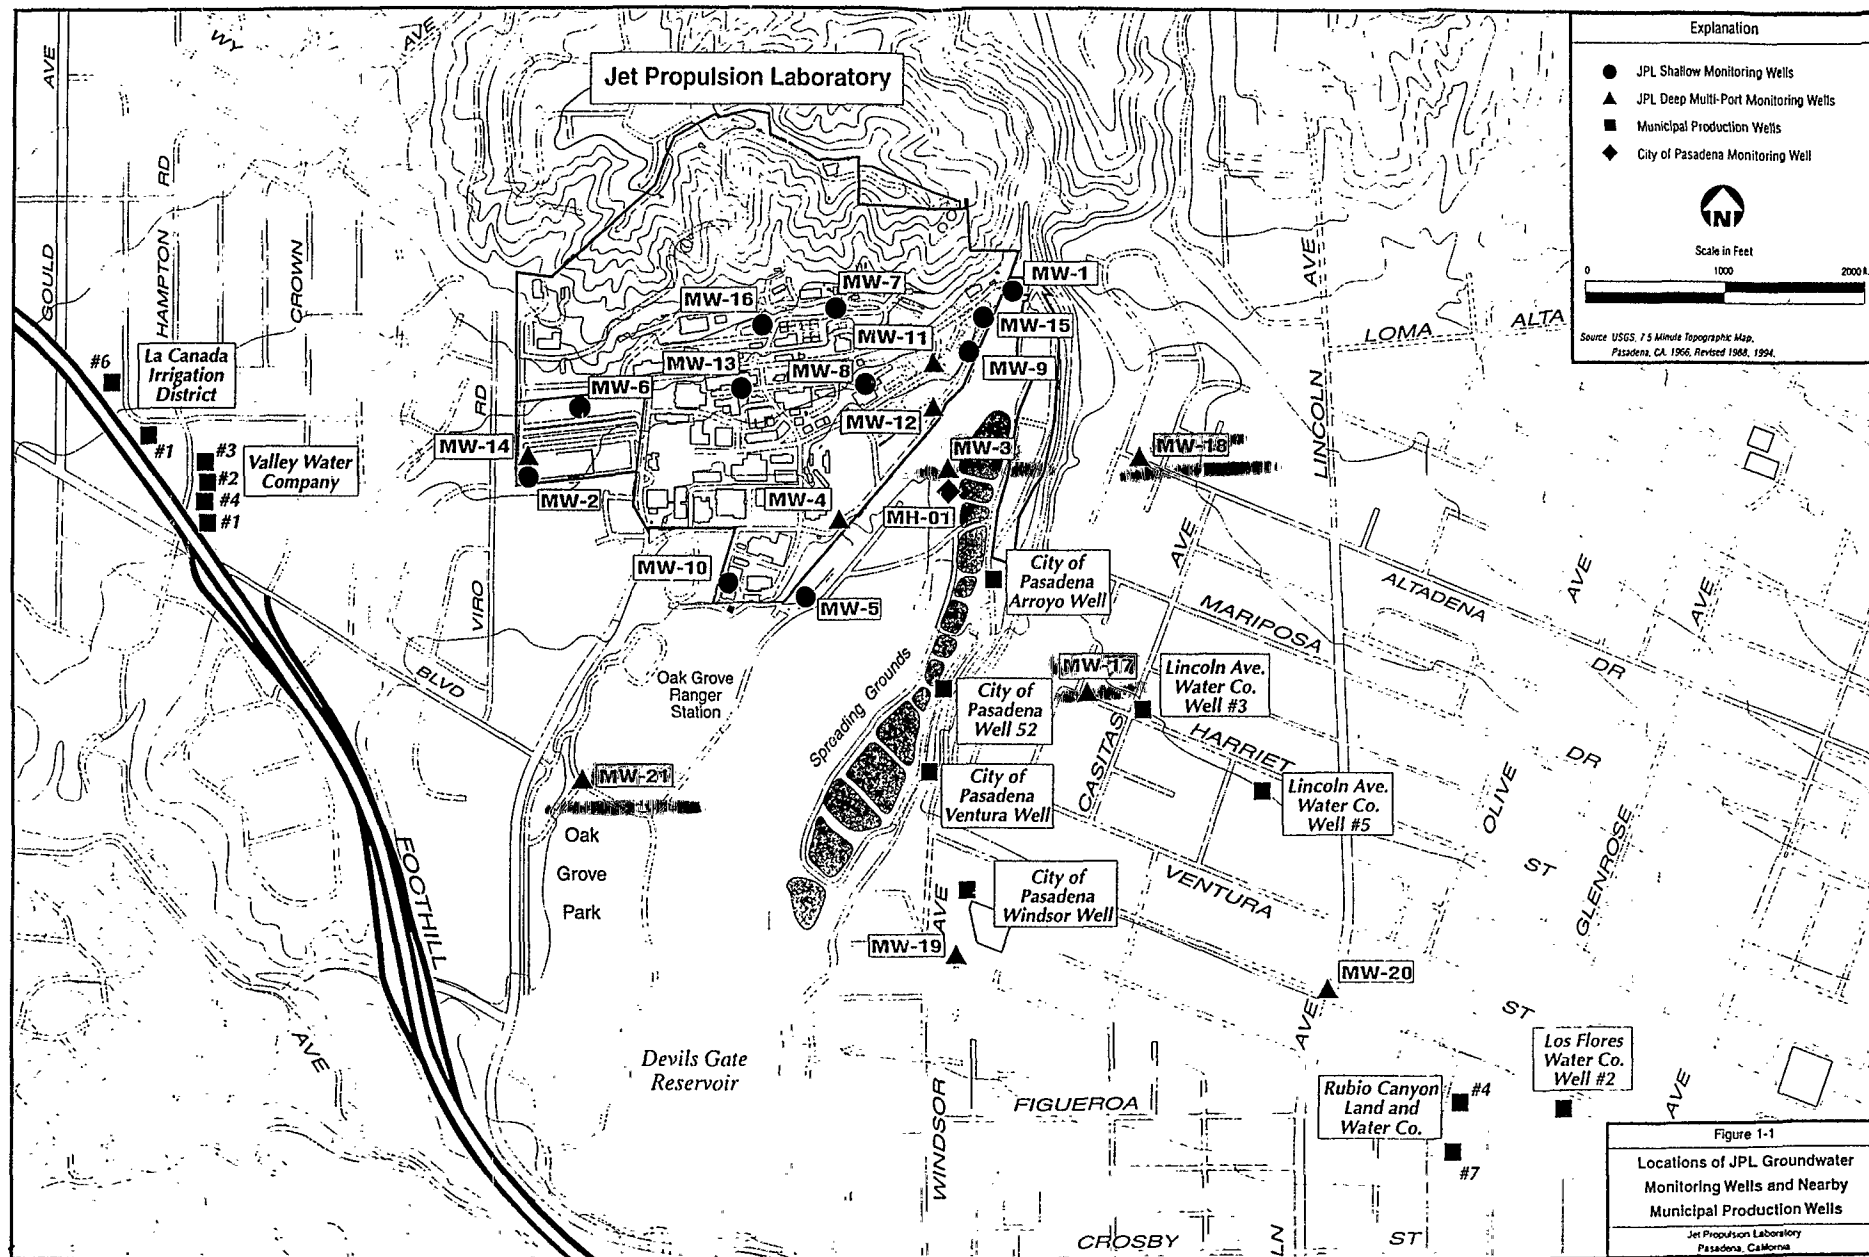 Explanation
JPL Shallow Monitoring Wells
JPL Deep Multi-Port Monitoring Wells
Municipal Production Wells
City of Pasadena Monitoring Well
N
Scale in Feet
0 1000 2000 ft.
Source USGS, 7 5 Minute Topographic Map,
Pasadena, CA. 1966, Revised 1988, 1994.
Jet Propulsion Laboratory
AVE
WY
AVE
GOULD
HAMPTON RD
CROWN
LINCOLN AVE
LOMA ALTA
MW-1
MW-7
MW-16
MW-15
MW-11
MW-9
MW-13
MW-8
MW-6
MW-12
MW-14
MW-3
MW-18
MW-2
MW-4
MH-01
MW-10
MW-5
#6
La Canada
Irrigation
District
#1
#3
#2
#4
#1
Valley Water
Company
RD
VIRO
BLVD
FOOTHILL
AVE
City of
Pasadena
Arroyo Well
AVE
CASITAS
MARIPOSA
ALTADENA
DR
AVE
AVE
Oak Grove
Ranger
Station
Spreading Grounds
City of
Pasadena
Well 52
MW-17
Lincoln Ave.
Water Co.
Well #3
HARRIET
DR
MW-21
Oak
Grove
Park
City of
Pasadena
Ventura Well
Lincoln Ave.
Water Co.
Well #5
OLIVE
GLENROSE
ST
VENTURA
City of
Pasadena
Windsor Well
AVE
MW-19
MW-20
AVE
ST
Devils Gate
Reservoir
WINDSOR
FIGUEROA
Rubio Canyon
Land and
Water Co.
#4
#7
Los Flores
Water Co.
Well #2
AVE
CROSBY
LN
ST
Figure 1-1
Locations of JPL Groundwater
Monitoring Wells and Nearby
Municipal Production Wells
Jet Propulsion Laboratory
Pasadena, California